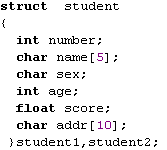 struct student
{
int number;
char name[5];
char sex;
int age;
float score;
char addr[10];
}student1,student2;